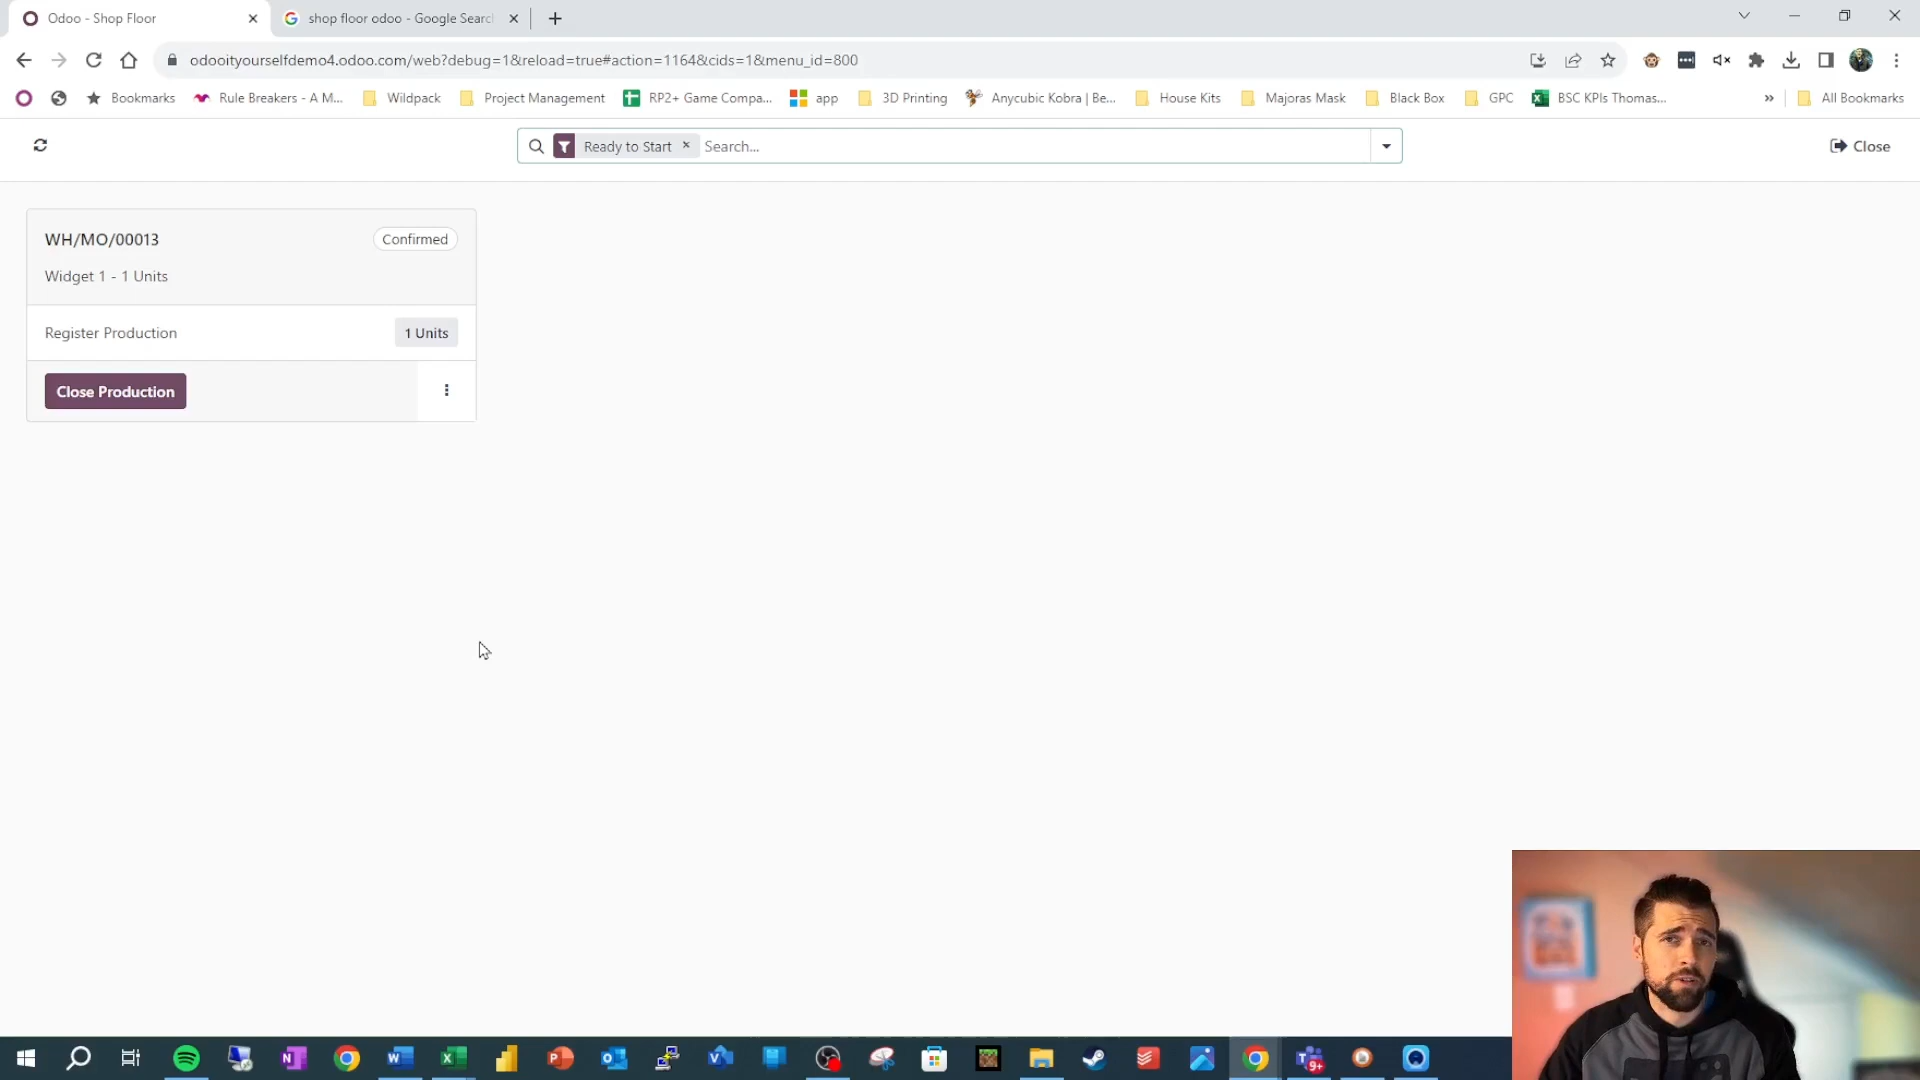 Odoo - Shop Floor
shop floor odoo - Google Searc
odooityourselfdemo4.odoo.com/web?debug=1&reload=true#action=1164&cids=1&menu_id=800
Bookmarks
Rule Breakers - A M...
Wildpack
Project Management
RP2+ Game Compa...
app
3D Printing
Anycubic Kobra | Be...
House Kits
Majoras Mask
Black Box
GPC
BSC KPIs Thomas...
»
All Bookmarks
Ready to Start
Search...
Close
WH/MO/00013
Confirmed
Widget 1 - 1 Units
Register Production
1 Units
Close Production
9+